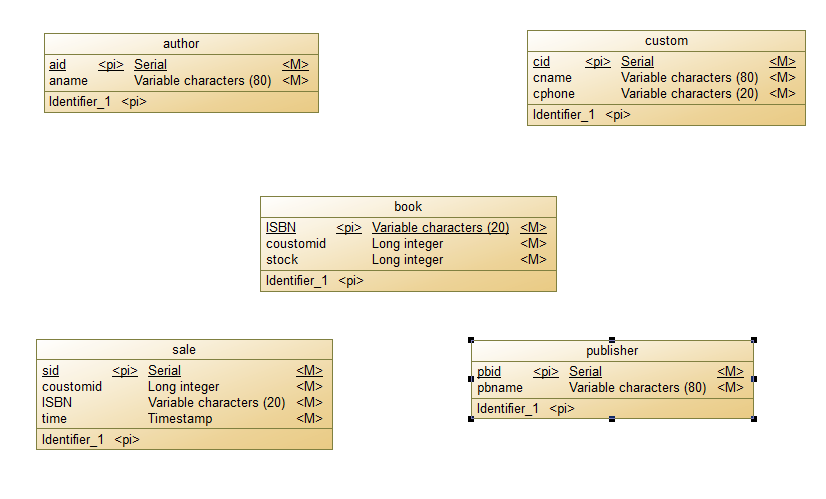 author
aid <pi> Serial <M>
aname Variable characters (80) <M>
Identifier_1 <pi>
custom
cid <pi> Serial <M>
cname Variable characters (80) <M>
cphone Variable characters (20) <M>
Identifier_1 <pi>
book
ISBN <pi> Variable characters (20) <M>
coustomid Long integer <M>
stock Long integer <M>
Identifier_1 <pi>
sale
sid <pi> Serial <M>
coustomid Long integer <M>
ISBN Variable characters (20) <M>
time Timestamp <M>
Identifier_1 <pi>
publisher
pbid <pi> Serial <M>
pbname Variable characters (80) <M>
Identifier_1 <pi>